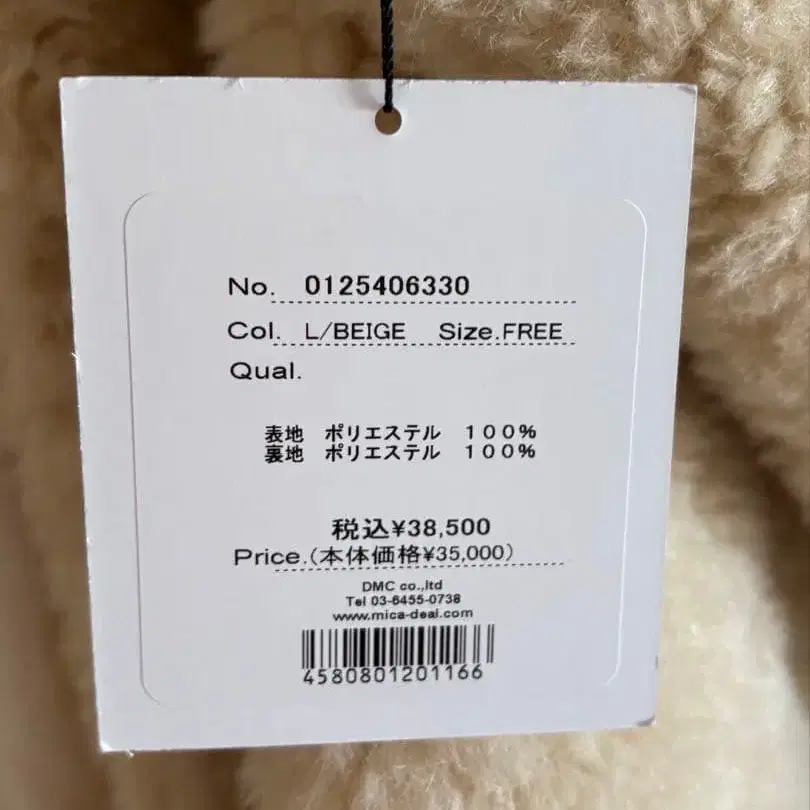 No. 0125406330
Col. L/BEIGE Size.FREE
Qual.
表地 ポリエステル １００％
裏地 ポリエステル １００％
税込¥38,500
Price.(本体価格¥35,000)
DMC co.,ltd
Tel 03-6455-0738
www.mica-deal.com
4580801201166